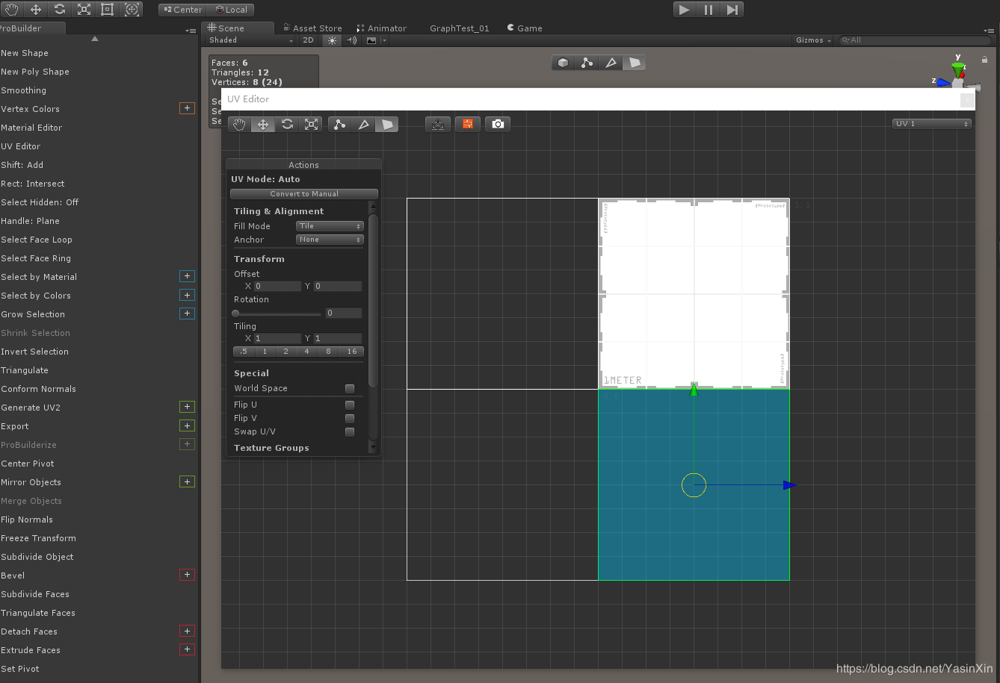 Center
Local
ProBuilder
Scene
Asset Store
Animator
GraphTest_01
Game
Shaded
2D
Gizmos
All
New Shape
New Poly Shape
Smoothing
Vertex Colors
+
Material Editor
UV Editor
Shift: Add
Rect: Intersect
Select Hidden: Off
Handle: Plane
Select Face Loop
Select Face Ring
Select by Material
+
Select by Colors
+
Grow Selection
+
Shrink Selection
Invert Selection
Triangulate
Conform Normals
Generate UV2
+
Export
+
ProBuilderize
+
Center Pivot
Mirror Objects
+
Merge Objects
Flip Normals
Freeze Transform
Subdivide Object
Bevel
+
Subdivide Faces
Triangulate Faces
Detach Faces
+
Extrude Faces
+
Set Pivot
Faces: 6
Triangles: 12
Vertices: 8 (24)
Se
Se
Se
y
x
z
UV Editor
UV 1
Actions
UV Mode: Auto
Convert to Manual
Tiling & Alignment
Fill Mode
Tile
Anchor
None
Transform
Offset
X 0
Y 0
Rotation
0
Tiling
X 1
Y 1
.5 1 2 4 8 16
Special
World Space
Flip U
Flip V
Swap U/V
Texture Groups
{Prototype}
{Prototype}
{Prototype}
1, 1
1METER
https://blog.csdn.net/YasinXin